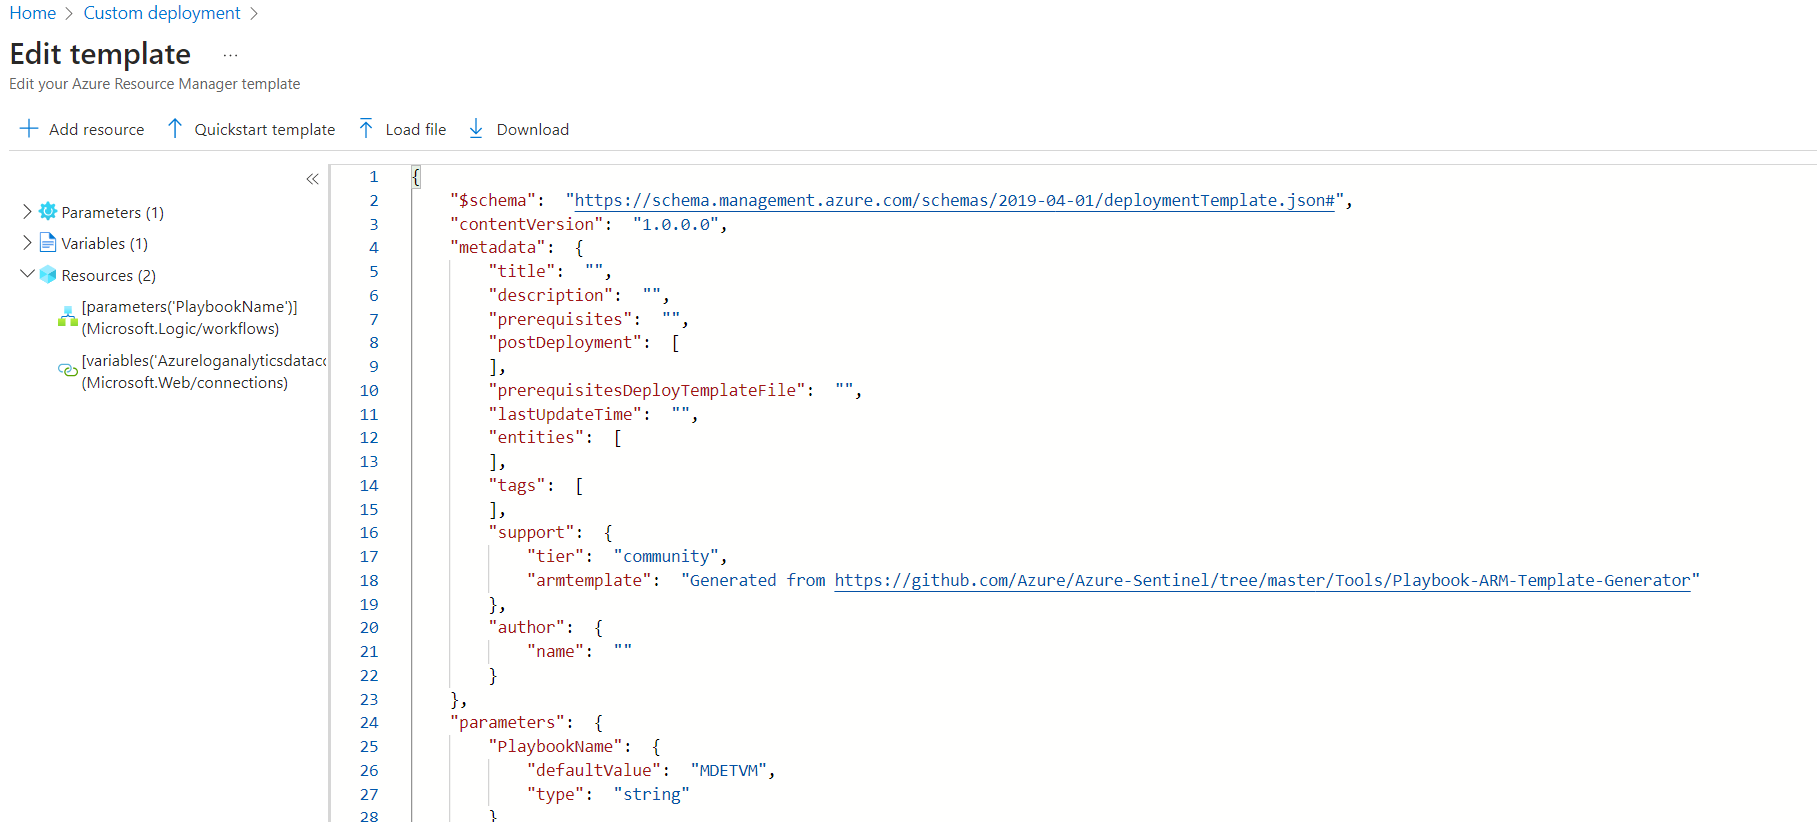 Home > Custom deployment >
Edit template ...
Edit your Azure Resource Manager template
Add resource Quickstart template Load file Download
«
Parameters (1)
Variables (1)
Resources (2)
[parameters('PlaybookName')]
(Microsoft.Logic/workflows)
[variables('Azureloganalyticsdatacc
(Microsoft.Web/connections)
1 {
2 "$schema": "https://schema.management.azure.com/schemas/2019-04-01/deploymentTemplate.json#",
3 "contentVersion": "1.0.0.0",
4 "metadata": {
5 "title": "",
6 "description": "",
7 "prerequisites": "",
8 "postDeployment": [
9 ],
10 "prerequisitesDeployTemplateFile": "",
11 "lastUpdateTime": "",
12 "entities": [
13 ],
14 "tags": [
15 ],
16 "support": {
17 "tier": "community",
18 "armtemplate": "Generated from https://github.com/Azure/Azure-Sentinel/tree/master/Tools/Playbook-ARM-Template-Generator"
19 },
20 "author": {
21 "name": ""
22 }
23 },
24 "parameters": {
25 "PlaybookName": {
26 "defaultValue": "MDETVM",
27 "type": "string"
28 }